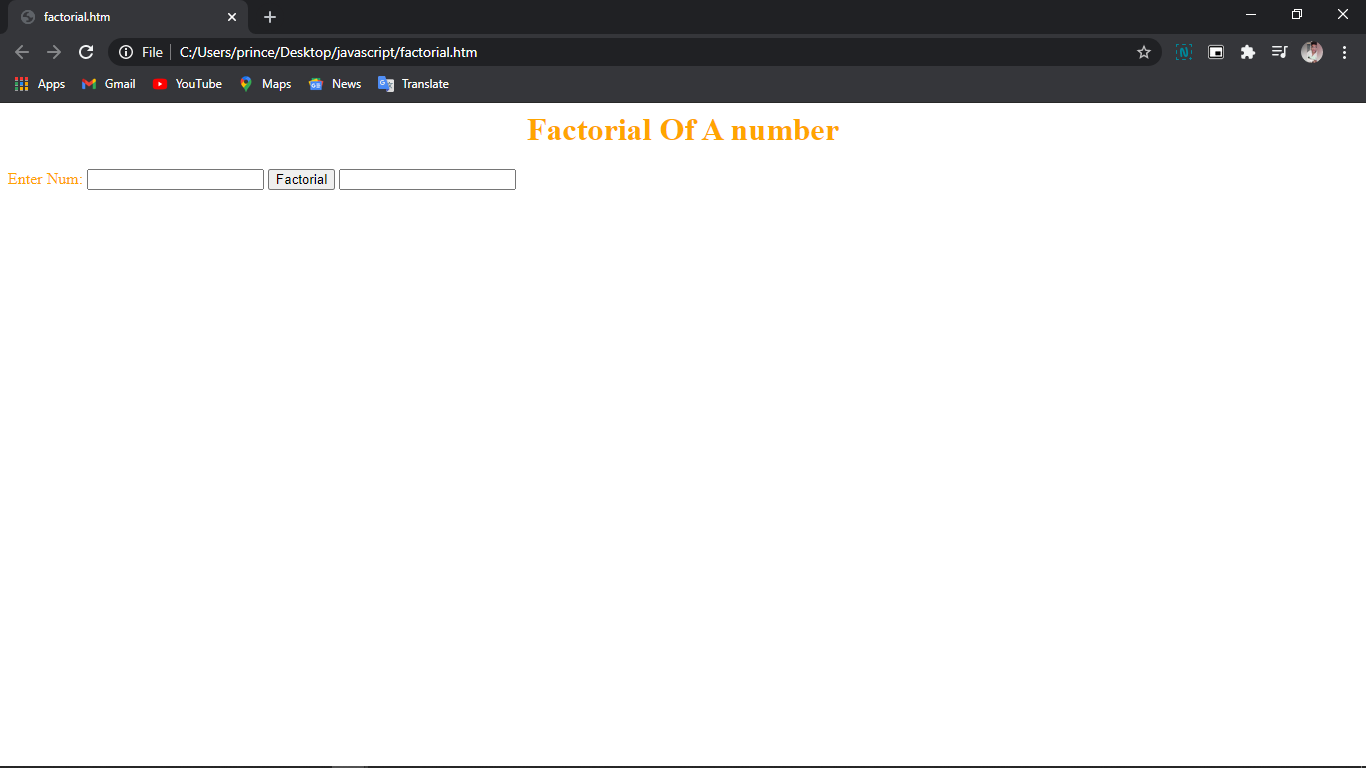 factorial.htm
File C:/Users/prince/Desktop/javascript/factorial.htm
Apps Gmail YouTube Maps News Translate
Factorial Of A number
Enter Num: Factorial